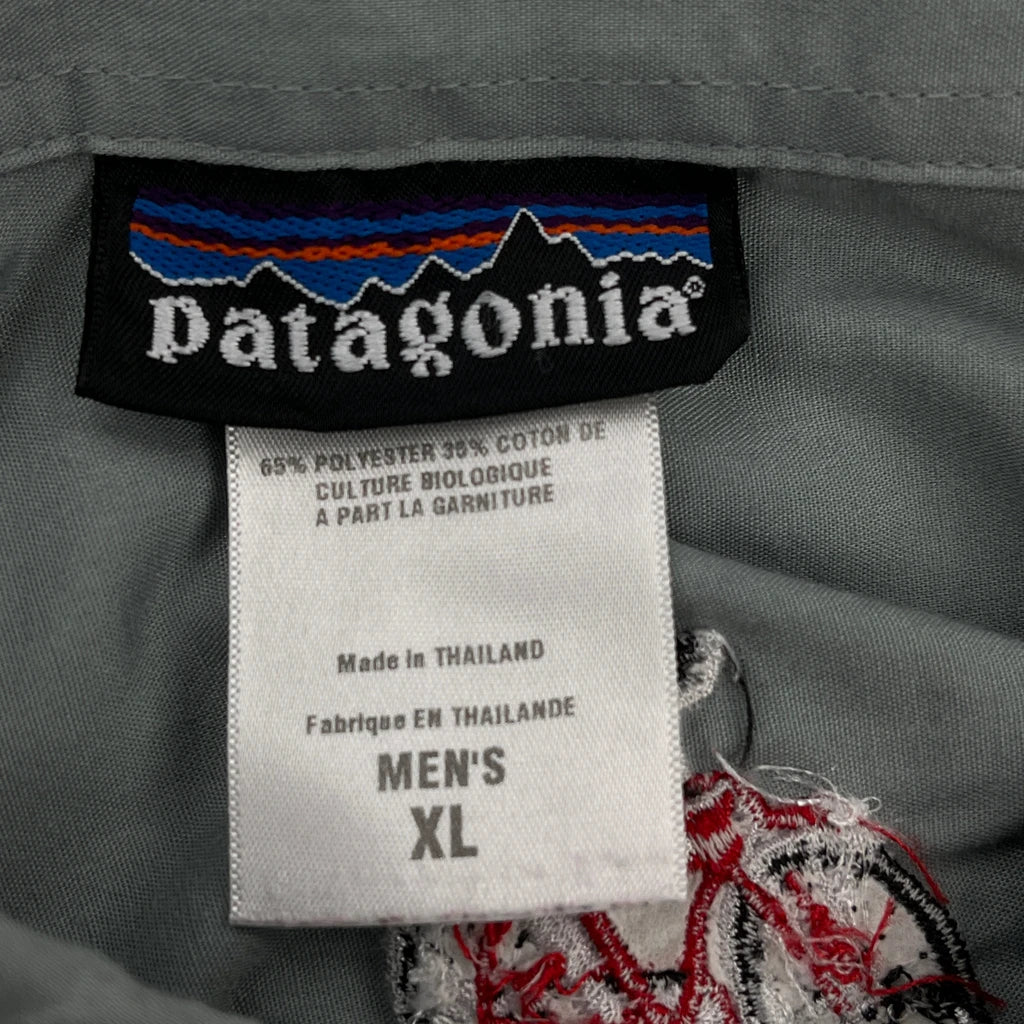 patagonia®
65% POLYESTER 35% COTON DE
CULTURE BIOLOGIQUE
A PART LA GARNITURE
Made in THAILAND
Fabrique EN THAILANDE
MEN'S
XL